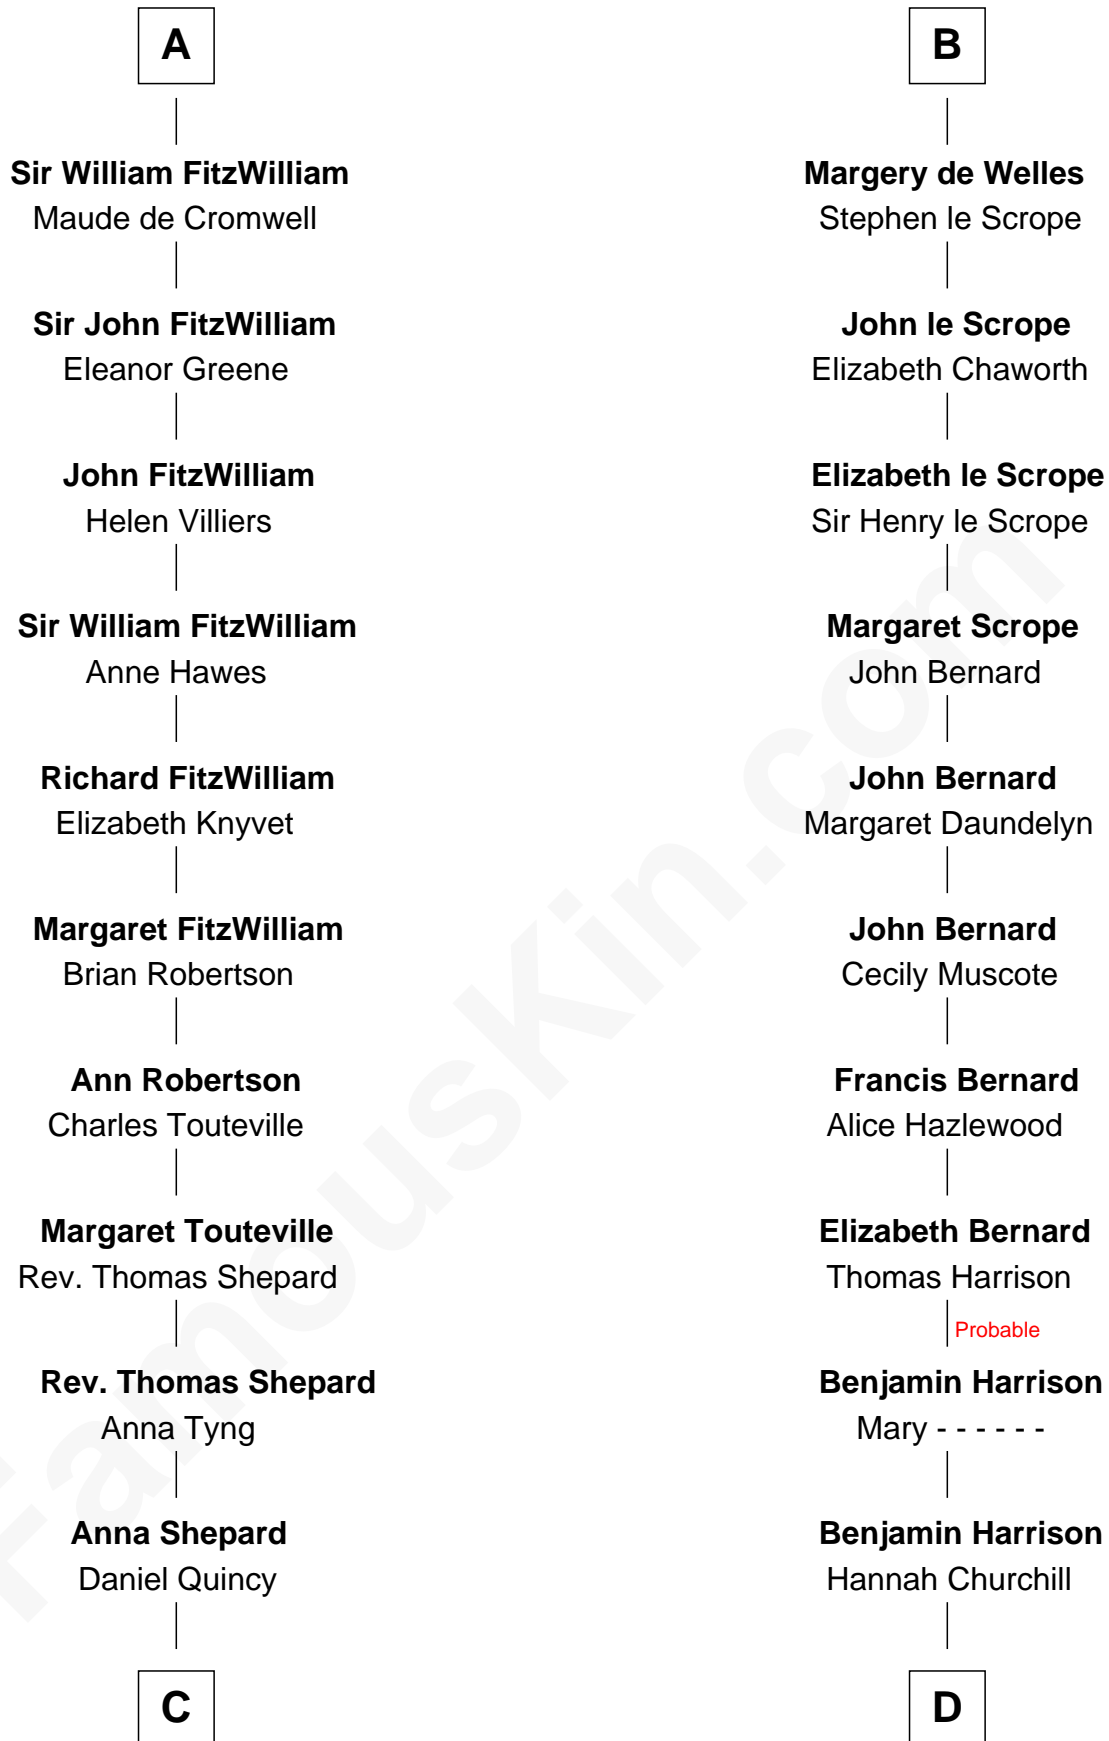 A
Sir William FitzWilliam
Maude de Cromwell
Sir John FitzWilliam
Eleanor Greene
John FitzWilliam
Helen Villiers
Sir William FitzWilliam
Anne Hawes
Richard FitzWilliam
Elizabeth Knyvet
Margaret FitzWilliam
Brian Robertson
Ann Robertson
Charles Touteville
Margaret Touteville
Rev. Thomas Shepard
Rev. Thomas Shepard
Anna Tyng
Anna Shepard
Daniel Quincy
C
B
Margery de Welles
Stephen le Scrope
John le Scrope
Elizabeth Chaworth
Elizabeth le Scrope
Sir Henry le Scrope
Margaret Scrope
John Bernard
John Bernard
Margaret Daundelyn
John Bernard
Cecily Muscote
Francis Bernard
Alice Hazlewood
Elizabeth Bernard
Thomas Harrison
Probable
Benjamin Harrison
Mary - - - - - -
Benjamin Harrison
Hannah Churchill
D
FamousKin.com